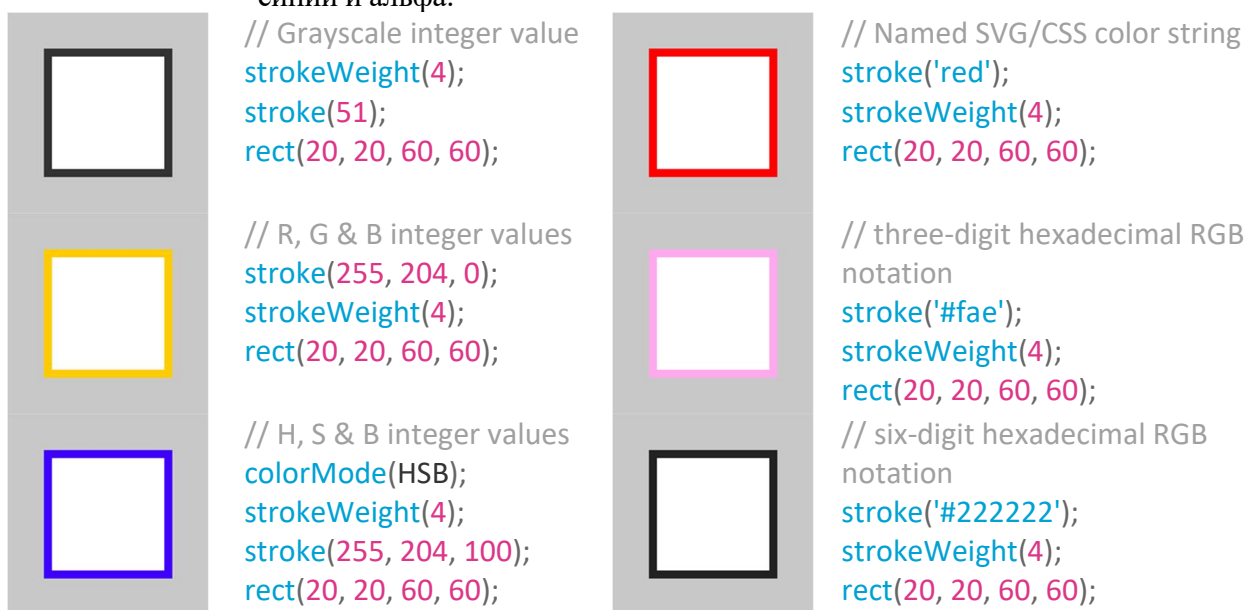 синий и альфа.
// Grayscale integer value
strokeWeight(4);
stroke(51);
rect(20, 20, 60, 60);
// Named SVG/CSS color string
stroke('red');
strokeWeight(4);
rect(20, 20, 60, 60);
// R, G & B integer values
stroke(255, 204, 0);
strokeWeight(4);
rect(20, 20, 60, 60);
// three-digit hexadecimal RGB
notation
stroke('#fae');
strokeWeight(4);
rect(20, 20, 60, 60);
// H, S & B integer values
colorMode(HSB);
strokeWeight(4);
stroke(255, 204, 100);
rect(20, 20, 60, 60);
// six-digit hexadecimal RGB
notation
stroke('#222222');
strokeWeight(4);
rect(20, 20, 60, 60);